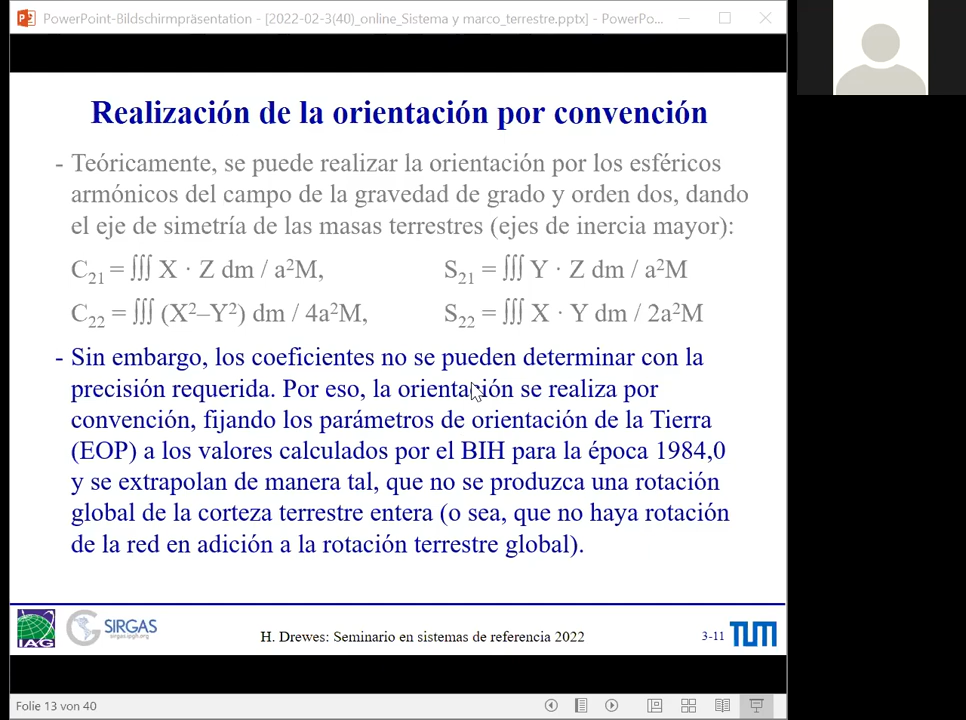 PowerPoint-Bildschirmpräsentation - [2022-02-3(40)_online_Sistema y marco_terrestre.pptx] - PowerPo...
Realización de la orientación por convención
- Teóricamente, se puede realizar la orientación por los esféricos
armónicos del campo de la gravedad de grado y orden dos, dando
el eje de simetría de las masas terrestres (ejes de inercia mayor):
C₂₁ = ∭ X · Z dm / a²M, S₂₁ = ∭ Y · Z dm / a²M
C₂₂ = ∭ (X²–Y²) dm / 4a²M, S₂₂ = ∭ X · Y dm / 2a²M
- Sin embargo, los coeficientes no se pueden determinar con la
precisión requerida. Por eso, la orientación se realiza por
convención, fijando los parámetros de orientación de la Tierra
(EOP) a los valores calculados por el BIH para la época 1984,0
y se extrapolan de manera tal, que no se produzca una rotación
global de la corteza terrestre entera (o sea, que no haya rotación
de la red en adición a la rotación terrestre global).
IAG
SIRGAS
sirgas.ipgh.org
H. Drewes: Seminario en sistemas de referencia 2022
3-11
TUM
Folie 13 von 40